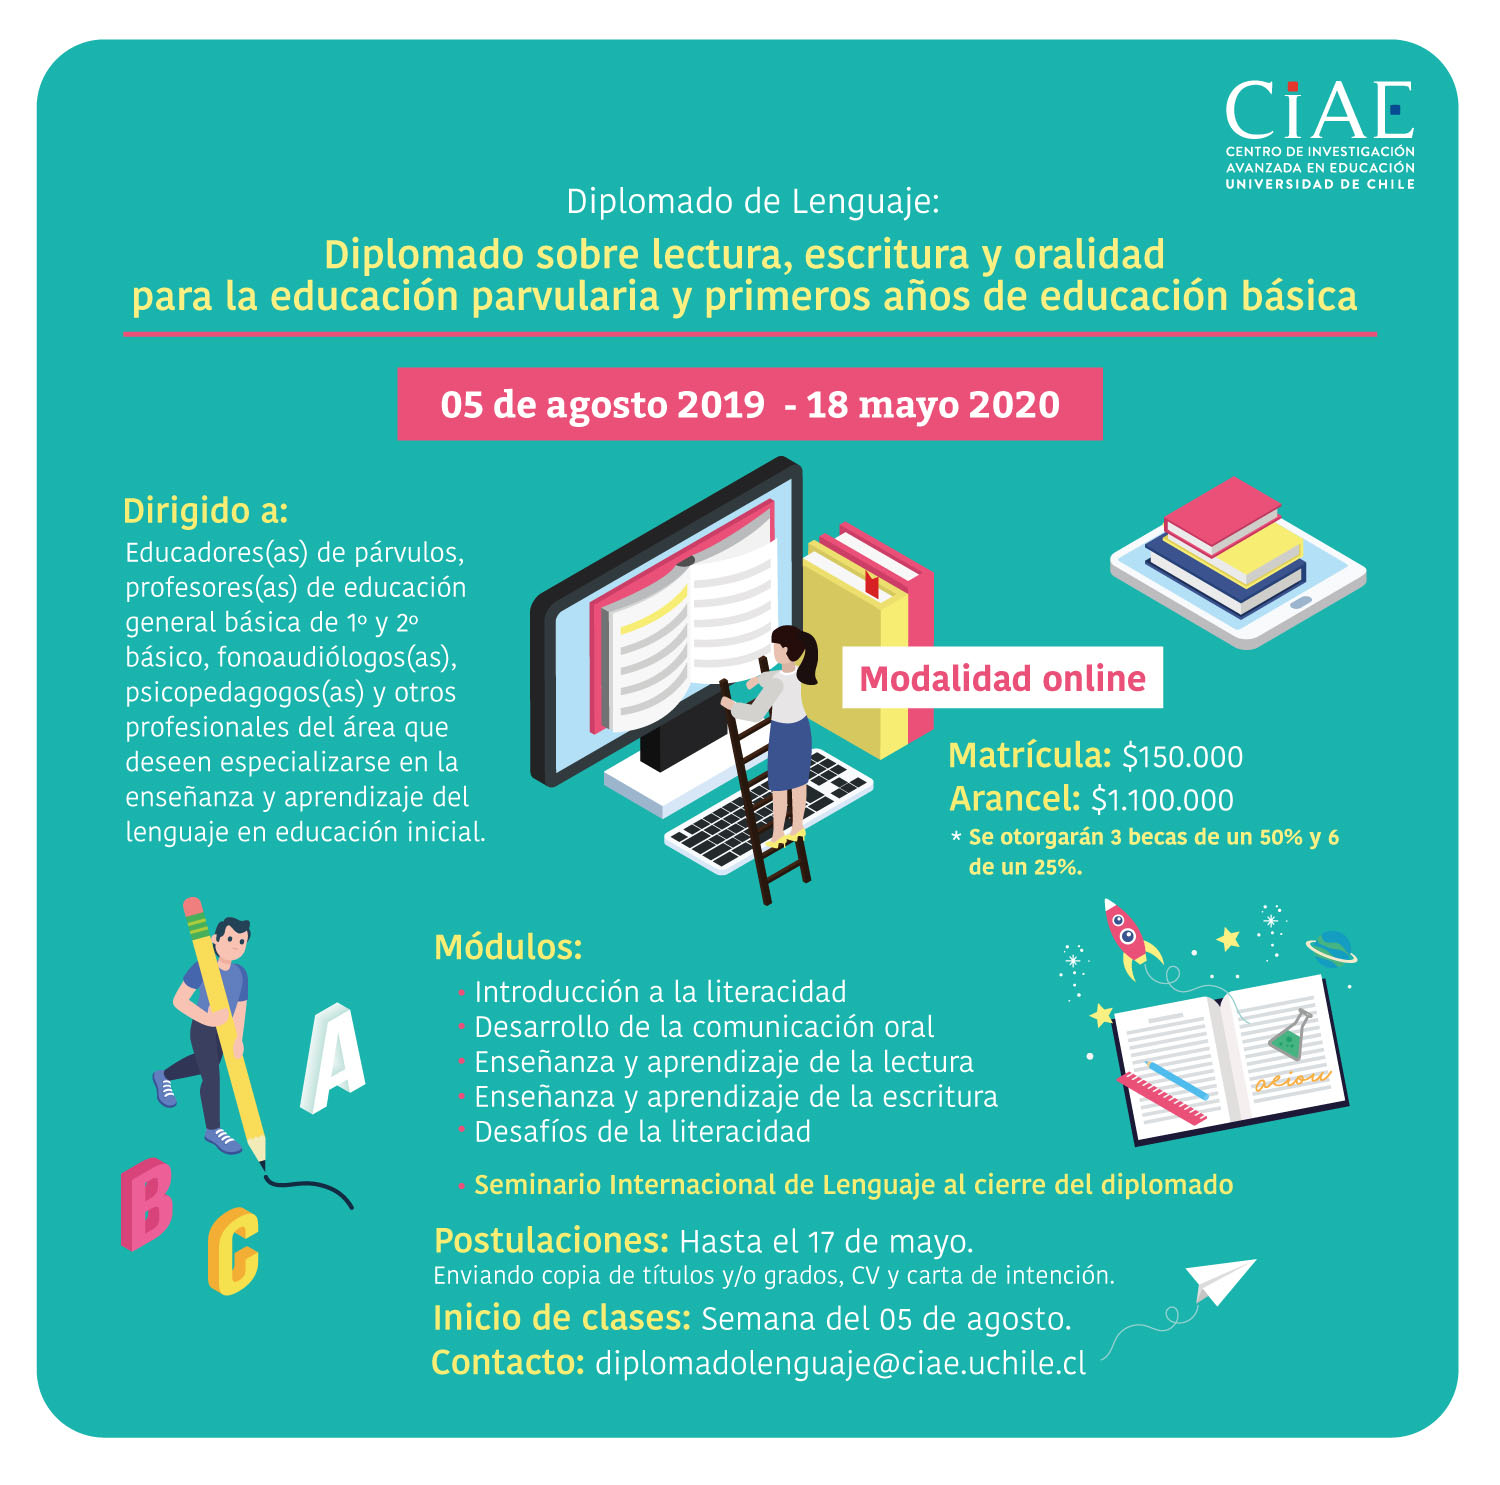 CiAE
CENTRO DE INVESTIGACIÓN
AVANZADA EN EDUCACIÓN
UNIVERSIDAD DE CHILE
Diplomado de Lenguaje:
Diplomado sobre lectura, escritura y oralidad
para la educación parvularia y primeros años de educación básica
05 de agosto 2019 - 18 mayo 2020
Dirigido a:
Educadores(as) de párvulos,
profesores(as) de educación
general básica de 1º y 2º
básico, fonoaudiólogos(as),
psicopedagogos(as) y otros
profesionales del área que
deseen especializarse en la
enseñanza y aprendizaje del
lenguaje en educación inicial.
Modalidad online
Matrícula: $150.000
Arancel: $1.100.000
* Se otorgarán 3 becas de un 50% y 6
de un 25%.
A
B
C
Módulos:
• Introducción a la literacidad
• Desarrollo de la comunicación oral
• Enseñanza y aprendizaje de la lectura
• Enseñanza y aprendizaje de la escritura
• Desafíos de la literacidad
• Seminario Internacional de Lenguaje al cierre del diplomado
aeiou
Postulaciones: Hasta el 17 de mayo.
Enviando copia de títulos y/o grados, CV y carta de intención.
Inicio de clases: Semana del 05 de agosto.
Contacto: diplomadolenguaje@ciae.uchile.cl